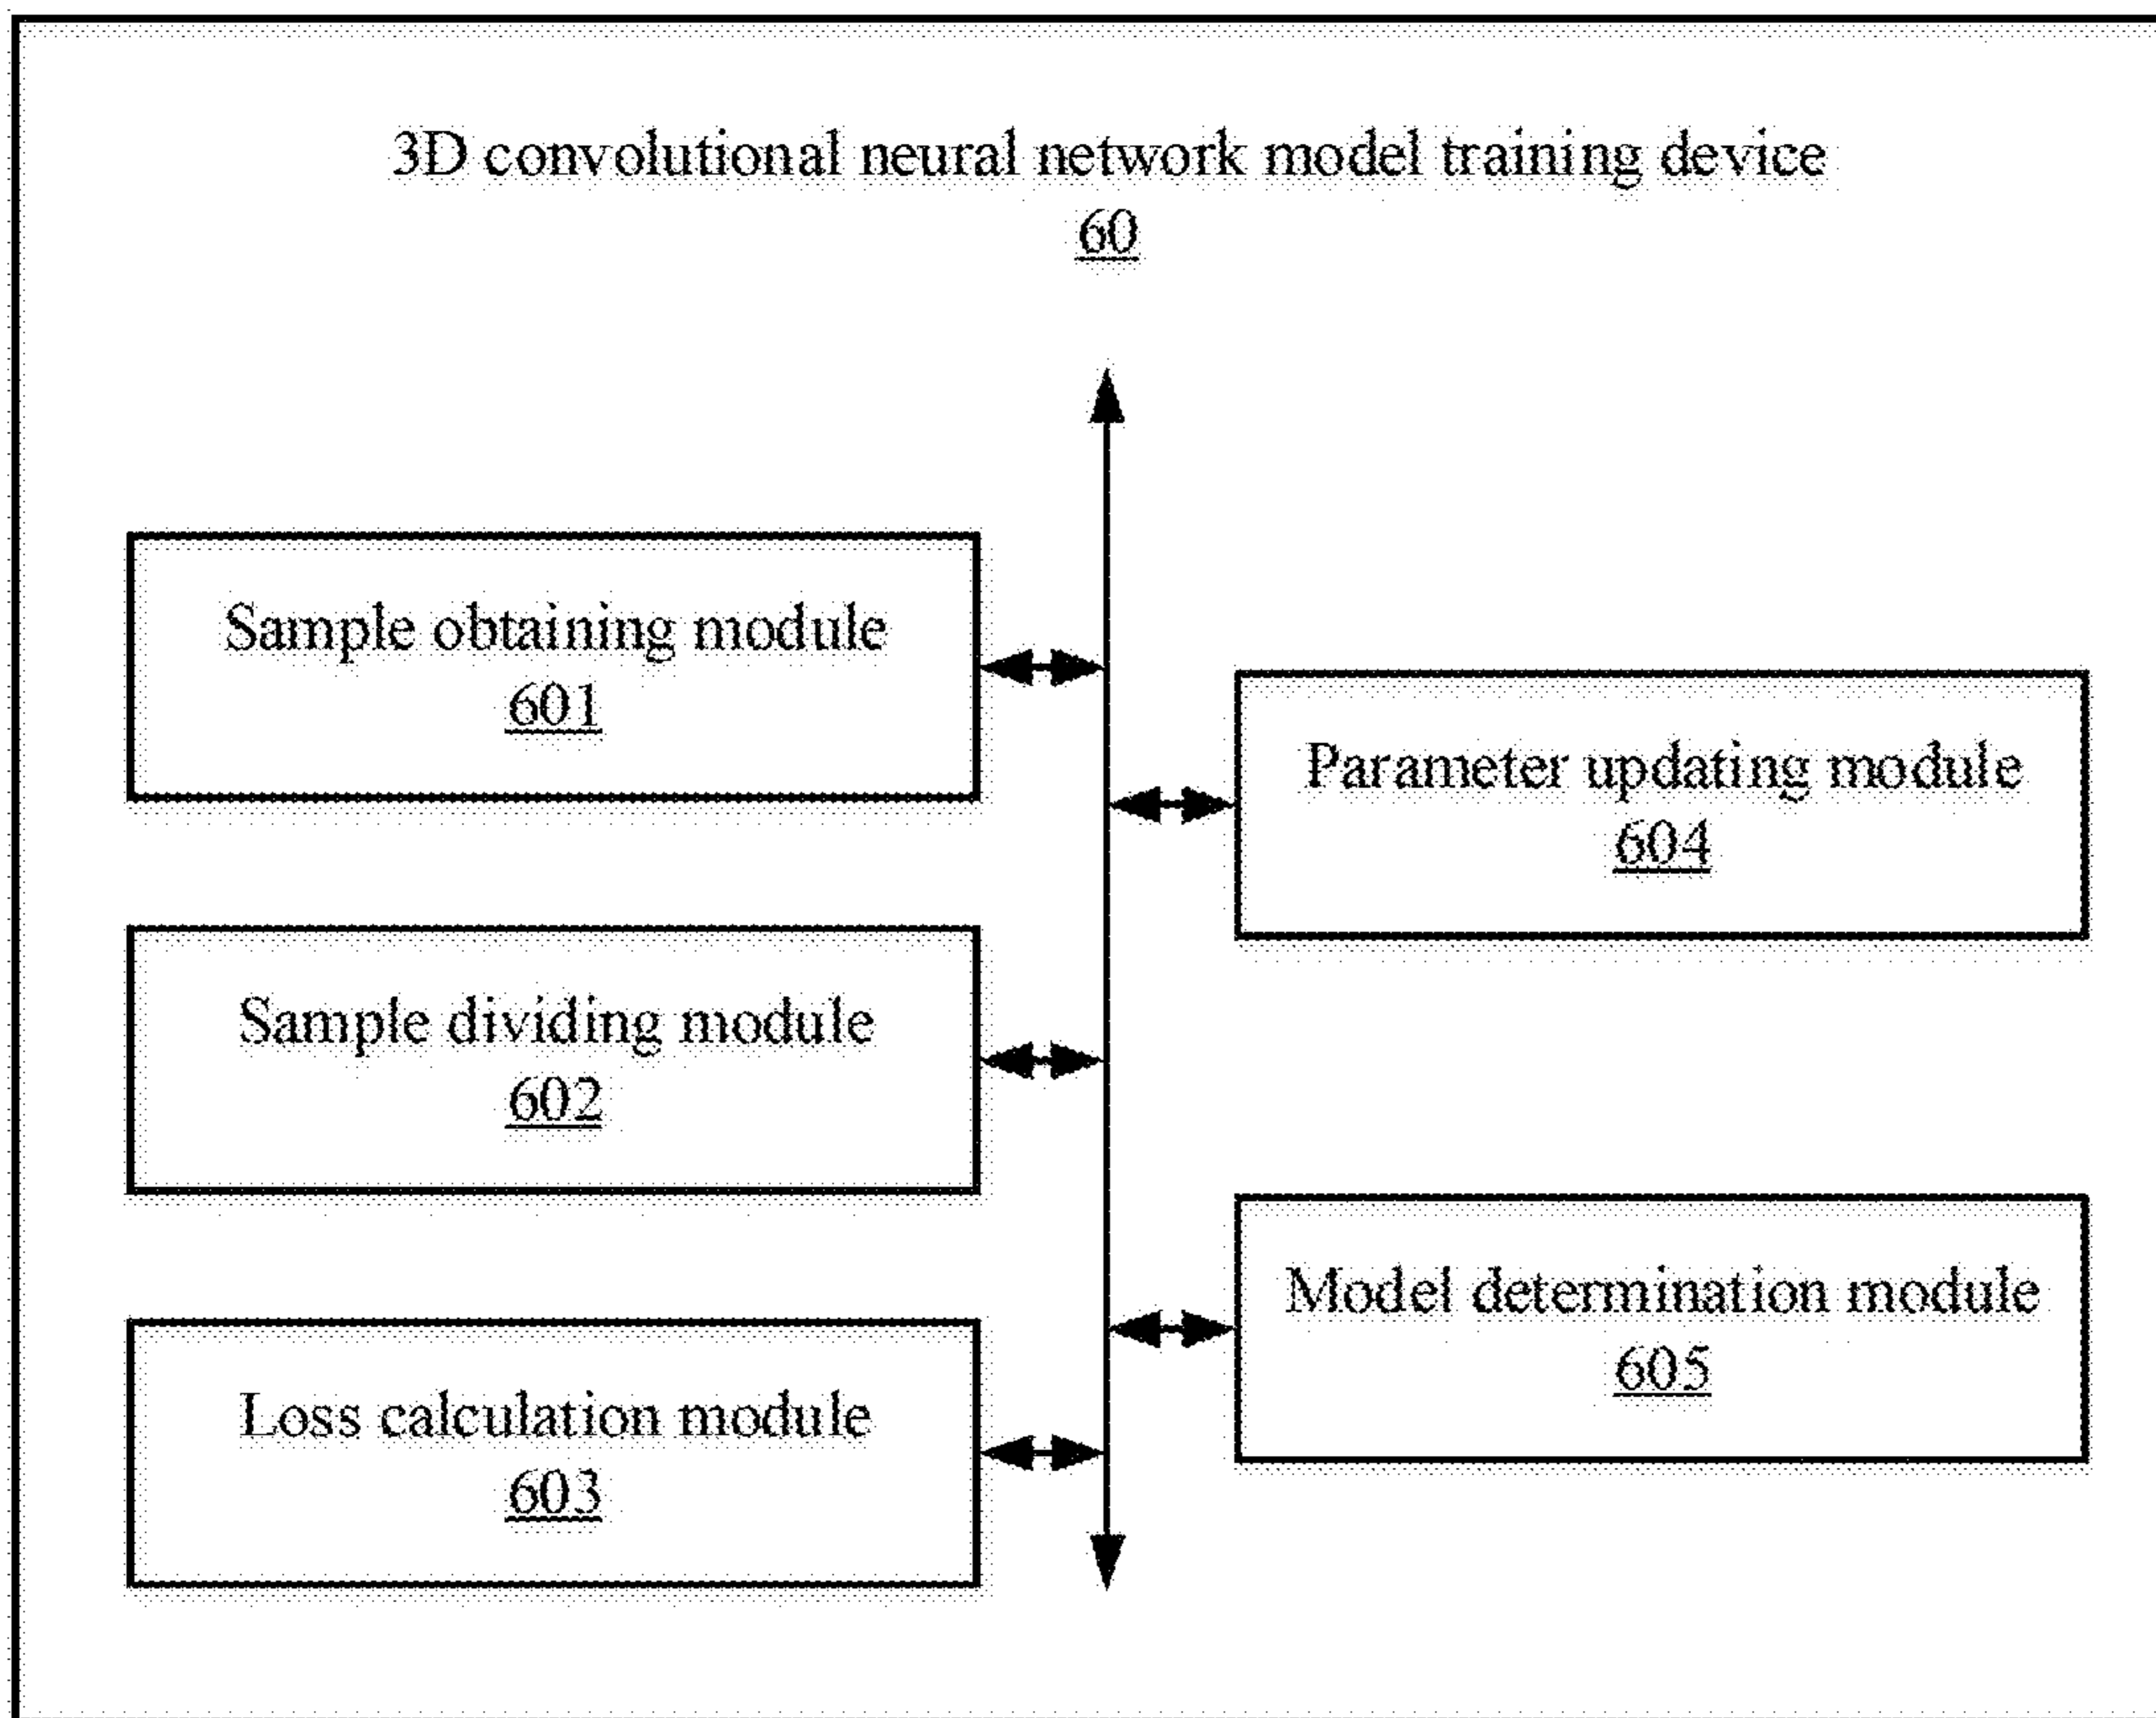 3D convolutional neural network model training device
60
Sample obtaining module
601
Sample dividing module
602
Loss calculation module
603
Parameter updating module
604
Model determination module
605